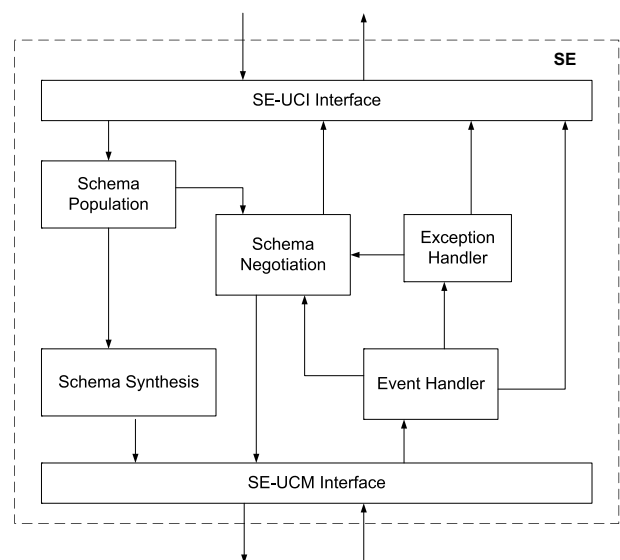 SE
SE-UCI Interface
Schema
Population
Schema
Negotiation
Exception
Handler
Schema Synthesis
Event Handler
SE-UCM Interface